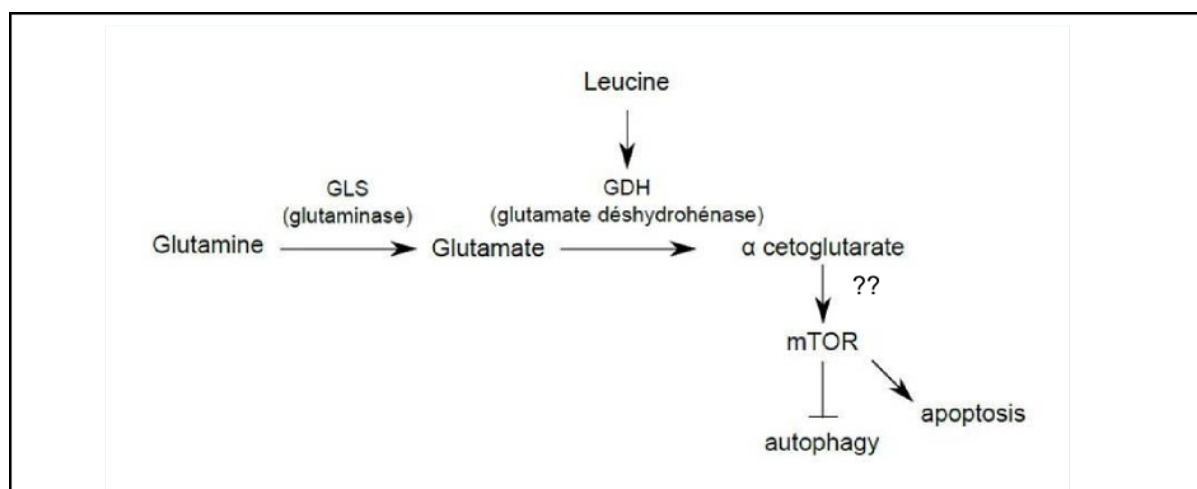 Leucine
GLS
(glutaminase)
GDH
(glutamate déshydrohénase)
Glutamine
Glutamate
α cetoglutarate
??
mTOR
apoptosis
autophagy